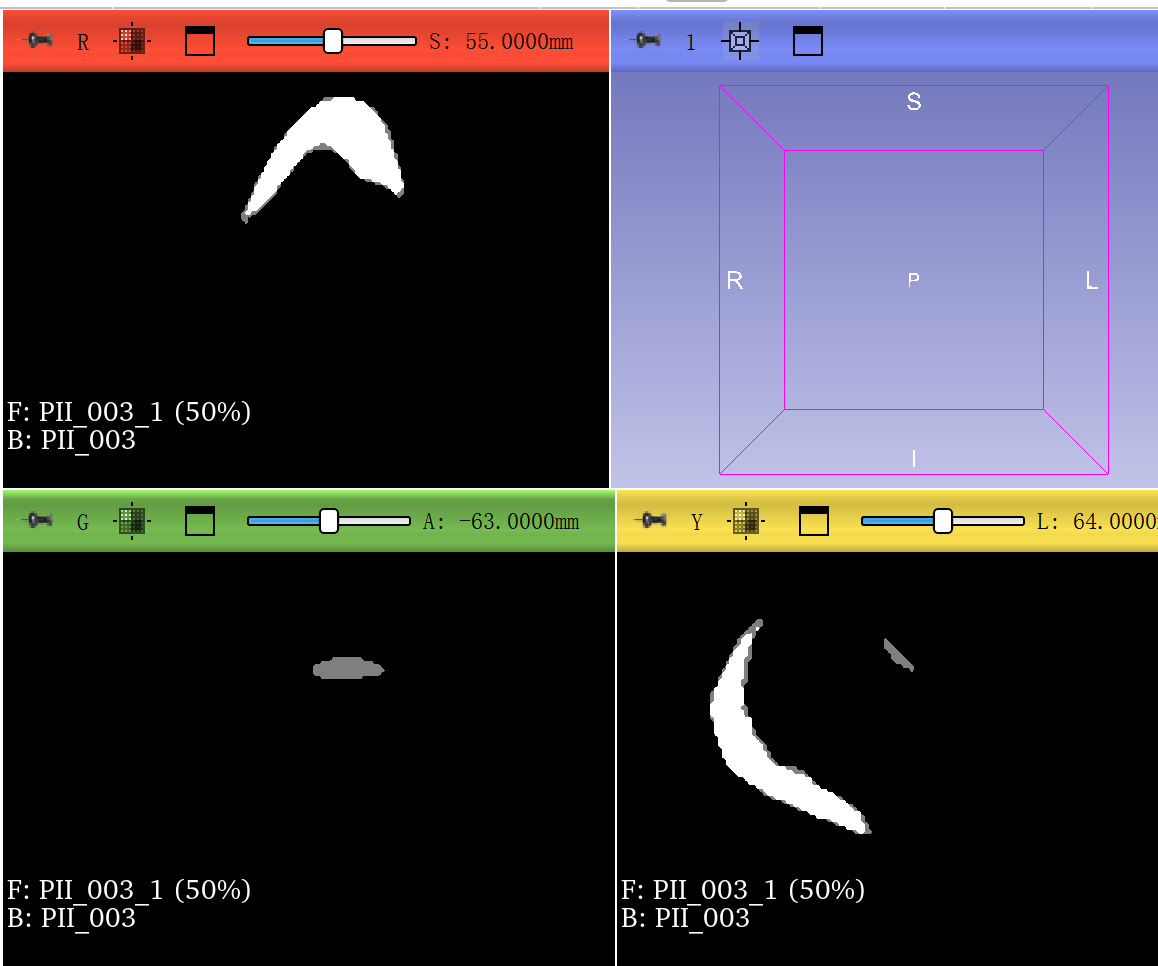 R S: 55.0000mm
1
S
R P L
I
F: PII_003_1 (50%)
B: PII_003
G A: -63.0000mm
Y L: 64.0000
F: PII_003_1 (50%)
B: PII_003
F: PII_003_1 (50%)
B: PII_003